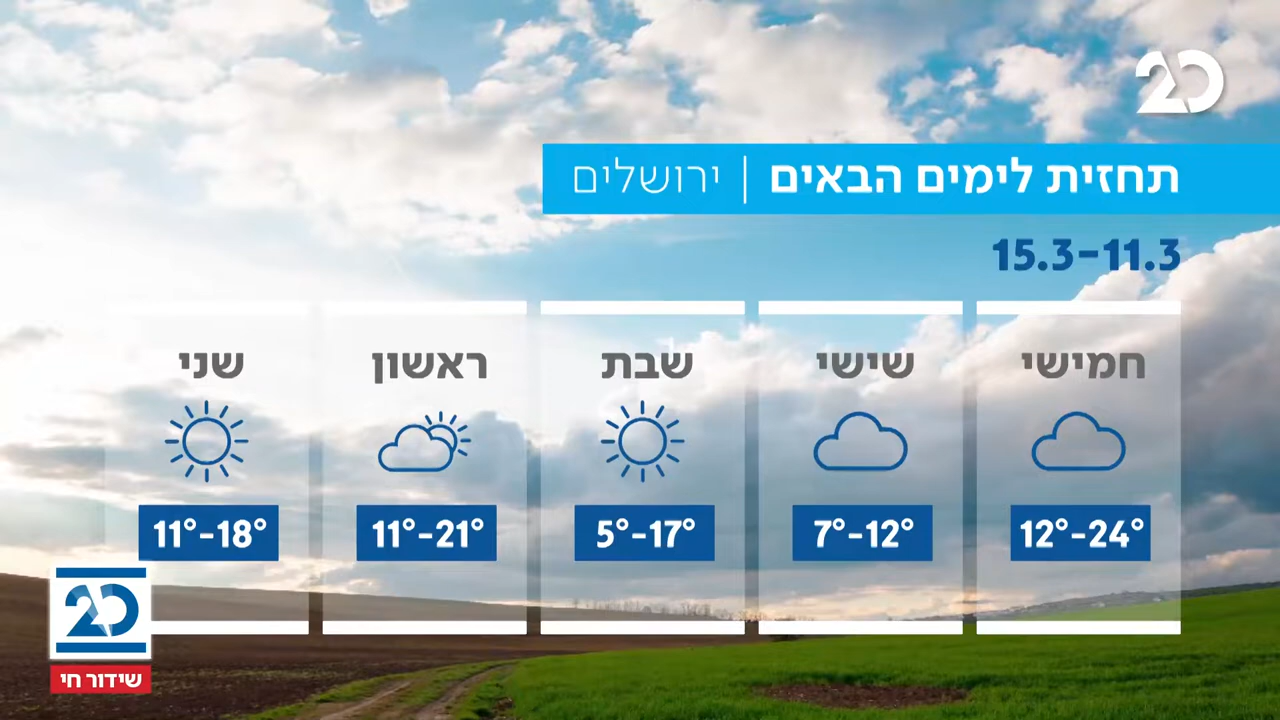 20
תחזית לימים הבאים | ירושלים
15.3-11.3
חמישי
12°-24°
שישי
7°-12°
שבת
5°-17°
ראשון
11°-21°
שני
11°-18°
20
שידור חי